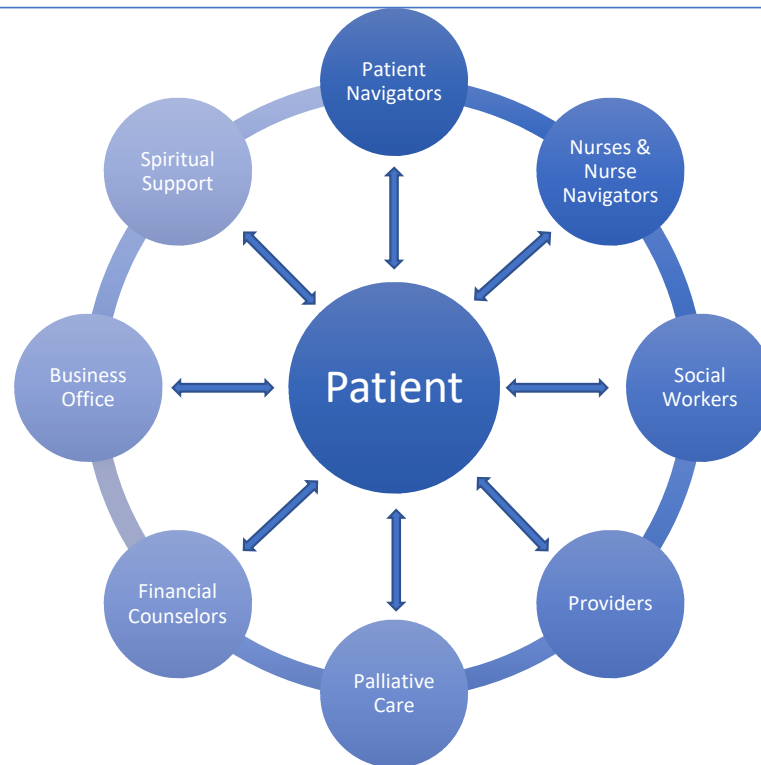 Patient
Navigators
Nurses &
Nurse
Navigators
Social
Workers
Providers
Palliative
Care
Financial
Counselors
Business
Office
Spiritual
Support
Patient